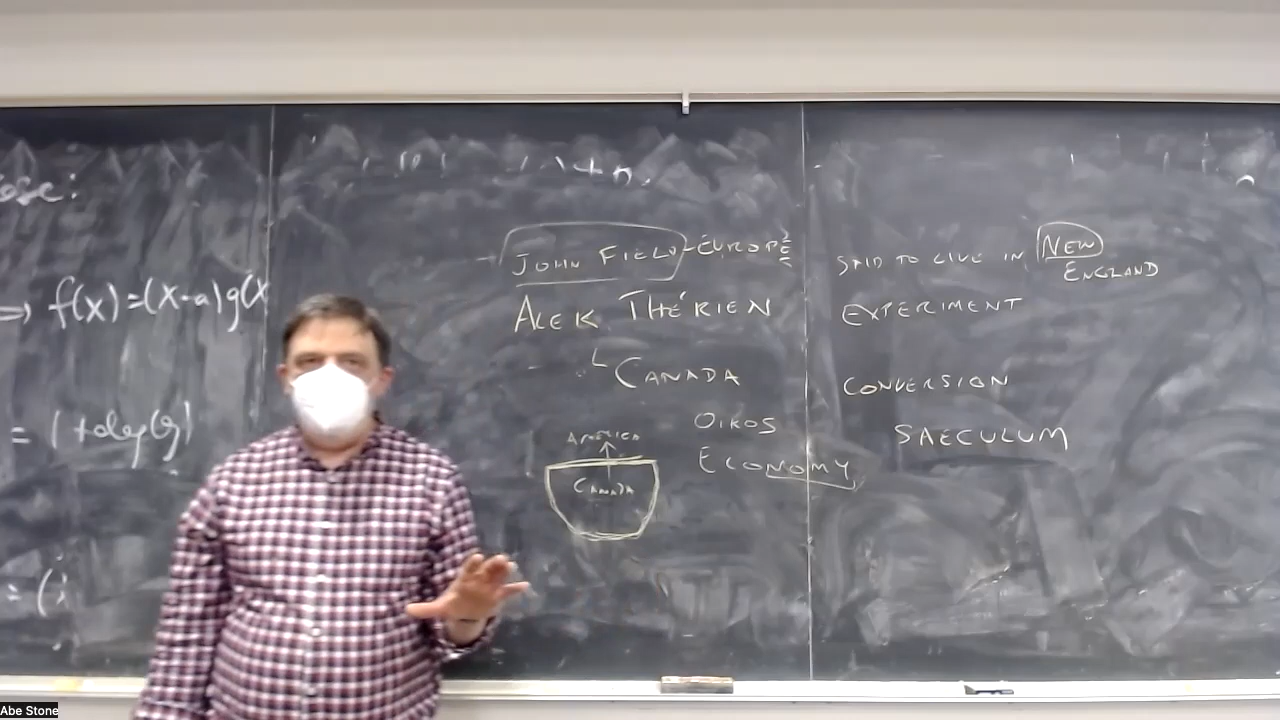 ose:
⇒ f(x)=(x-a)g(x
= 1+deg(g)
= (
JOHN FIELD - EUROPE
ALEK THÉRIEN
CANADA
OIKOS
ECONOMY
AMERICA
CANADA
SAID TO LIVE IN NEW
ENGLAND
EXPERIMENT
CONVERSION
SAECULUM
Abe Stone